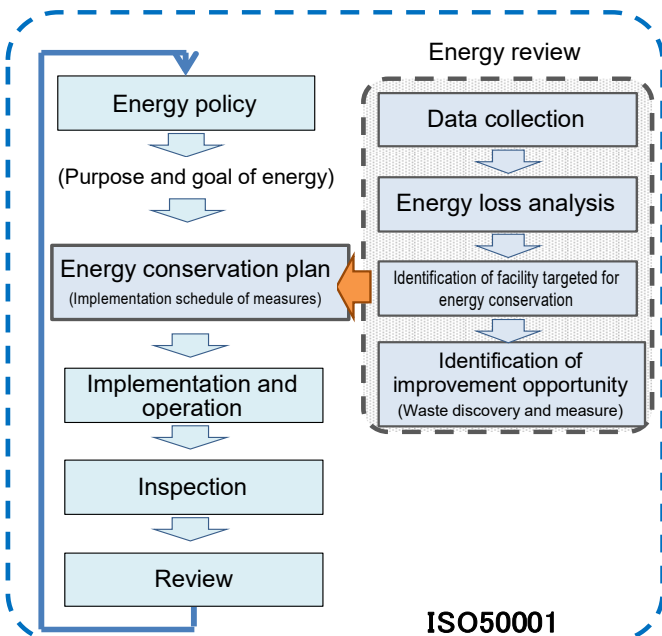 Energy policy
(Purpose and goal of energy)
Energy conservation plan
(Implementation schedule of measures)
Implementation and
operation
Inspection
Review
Energy review
Data collection
Energy loss analysis
Identification of facility targeted for
energy conservation
Identification of
improvement opportunity
(Waste discovery and measure)
ISO50001